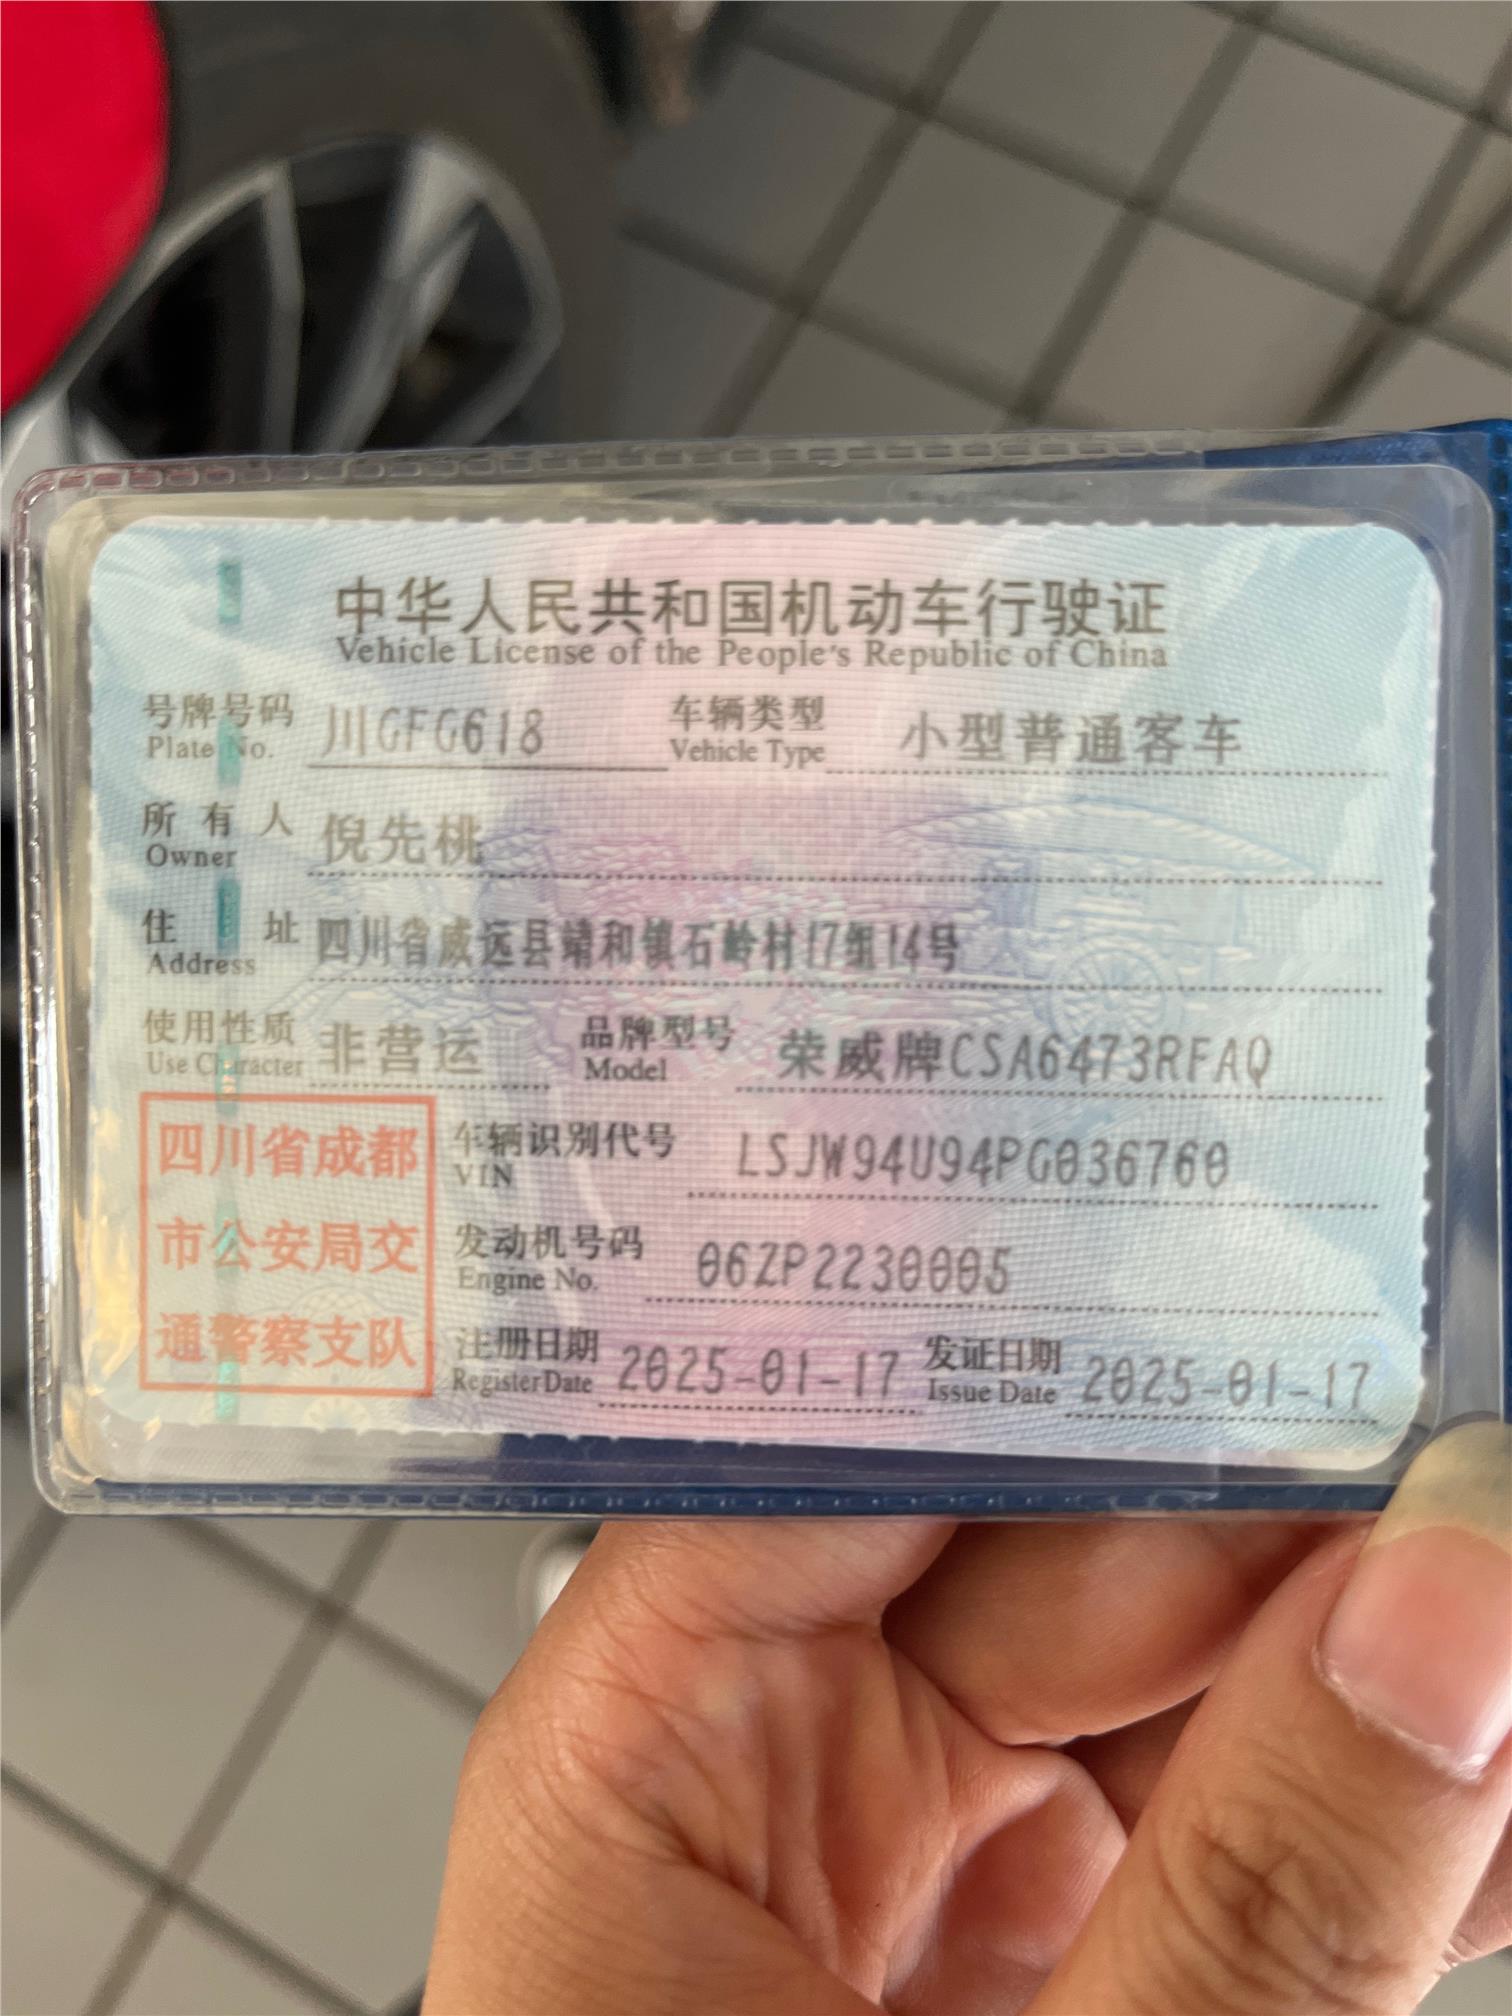 中华人民共和国机动车行驶证
Vehicle License of the People's Republic of China
号牌号码 川GFG618 车辆类型 小型普通客车
Plate No. Vehicle Type
所有人 倪先桃
Owner
住址 四川省威远县靖和镇石岭村17组14号
Address
使用性质 非营运 品牌型号 荣威牌CSA6473RFAQ
Use Character Model
四川省成都
市公安局交
通警察支队
车辆识别代号 LSJW94U94PG036760
VIN
发动机号码 06ZP2230005
Engine No.
注册日期 2025-01-17 发证日期 2025-01-17
Register Date Issue Date